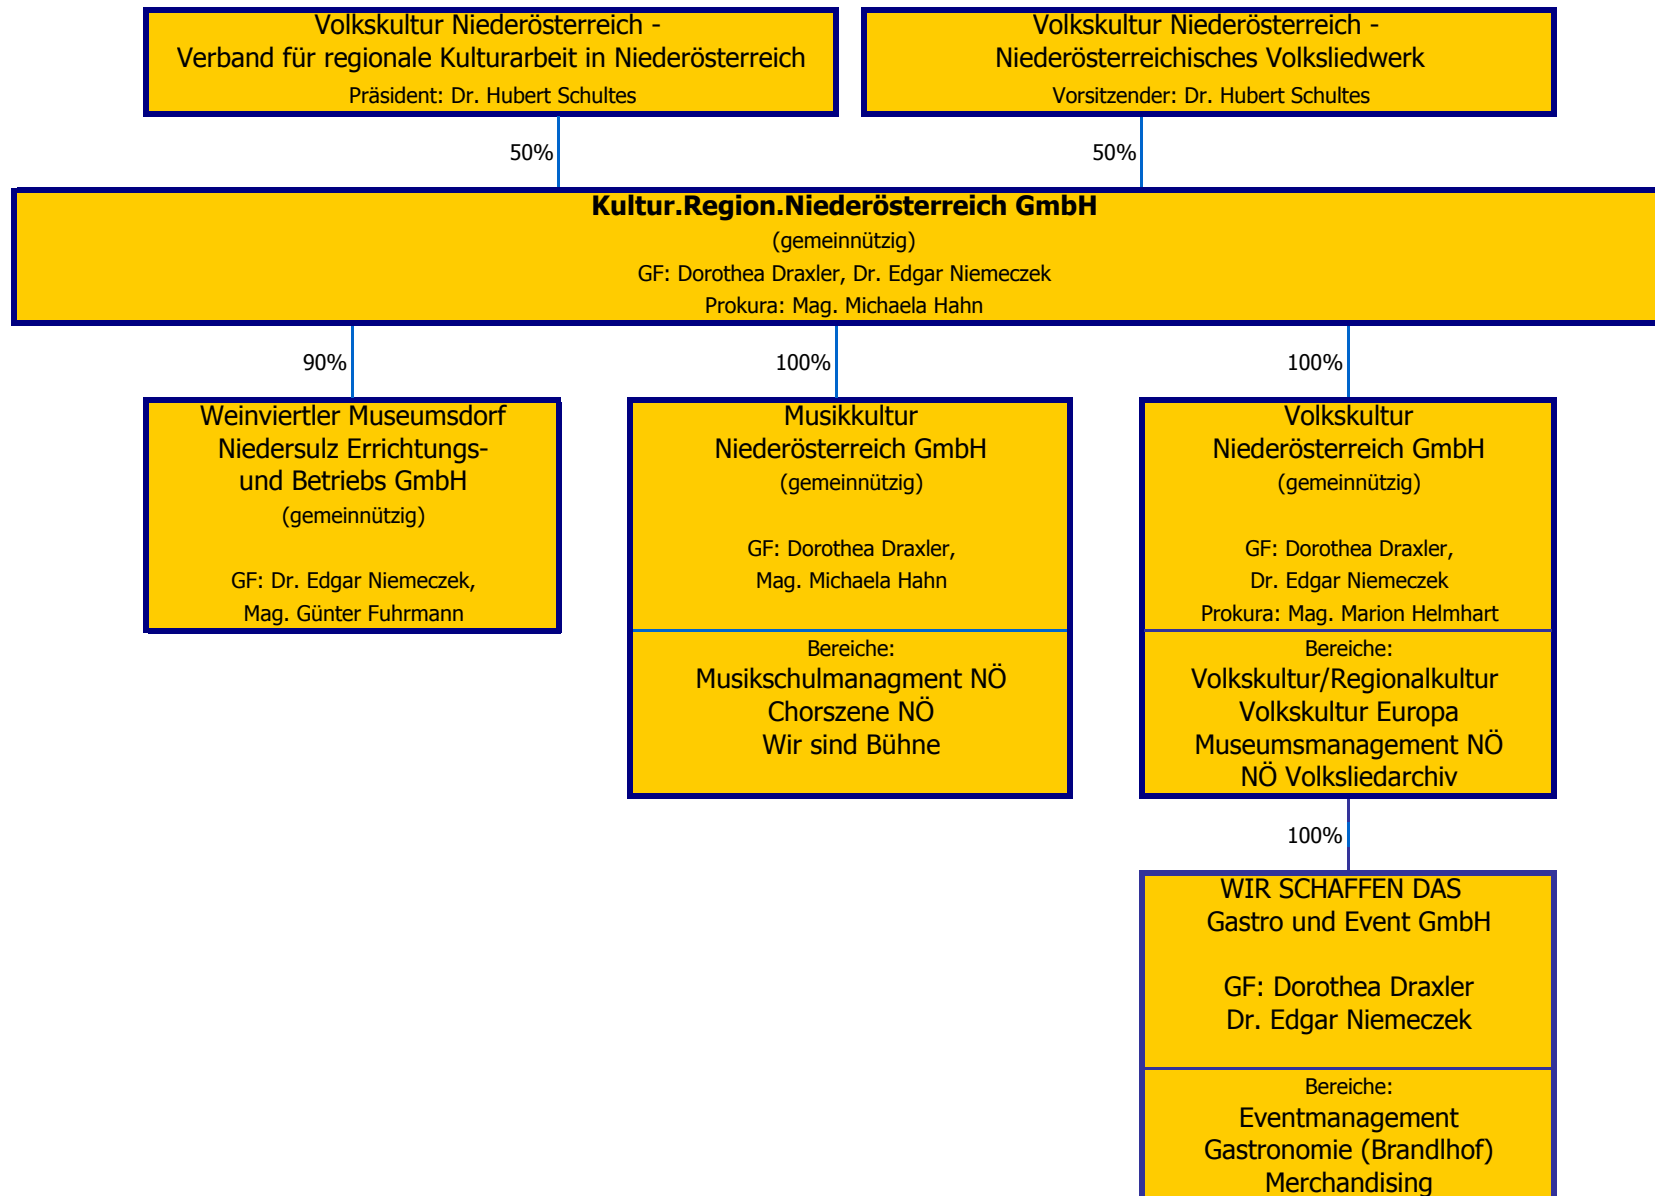 Volkskultur Niederösterreich -
Verband für regionale Kulturarbeit in Niederösterreich
Präsident: Dr. Hubert Schultes
Volkskultur Niederösterreich -
Niederösterreichisches Volksliedwerk
Vorsitzender: Dr. Hubert Schultes
50%
50%
Kultur.Region.Niederösterreich GmbH
(gemeinnützig)
GF: Dorothea Draxler, Dr. Edgar Niemeczek
Prokura: Mag. Michaela Hahn
90%
100%
100%
Weinviertler Museumsdorf
Niedersulz Errichtungs-
und Betriebs GmbH
(gemeinnützig)
GF: Dr. Edgar Niemeczek,
Mag. Günter Fuhrmann
Musikkultur
Niederösterreich GmbH
(gemeinnützig)
GF: Dorothea Draxler,
Mag. Michaela Hahn
Bereiche:
Musikschulmanagment NÖ
Chorszene NÖ
Wir sind Bühne
Volkskultur
Niederösterreich GmbH
(gemeinnützig)
GF: Dorothea Draxler,
Dr. Edgar Niemeczek
Prokura: Mag. Marion Helmhart
Bereiche:
Volkskultur/Regionalkultur
Volkskultur Europa
Museumsmanagement NÖ
NÖ Volksliedarchiv
100%
WIR SCHAFFEN DAS
Gastro und Event GmbH
GF: Dorothea Draxler
Dr. Edgar Niemeczek
Bereiche:
Eventmanagement
Gastronomie (Brandlhof)
Merchandising